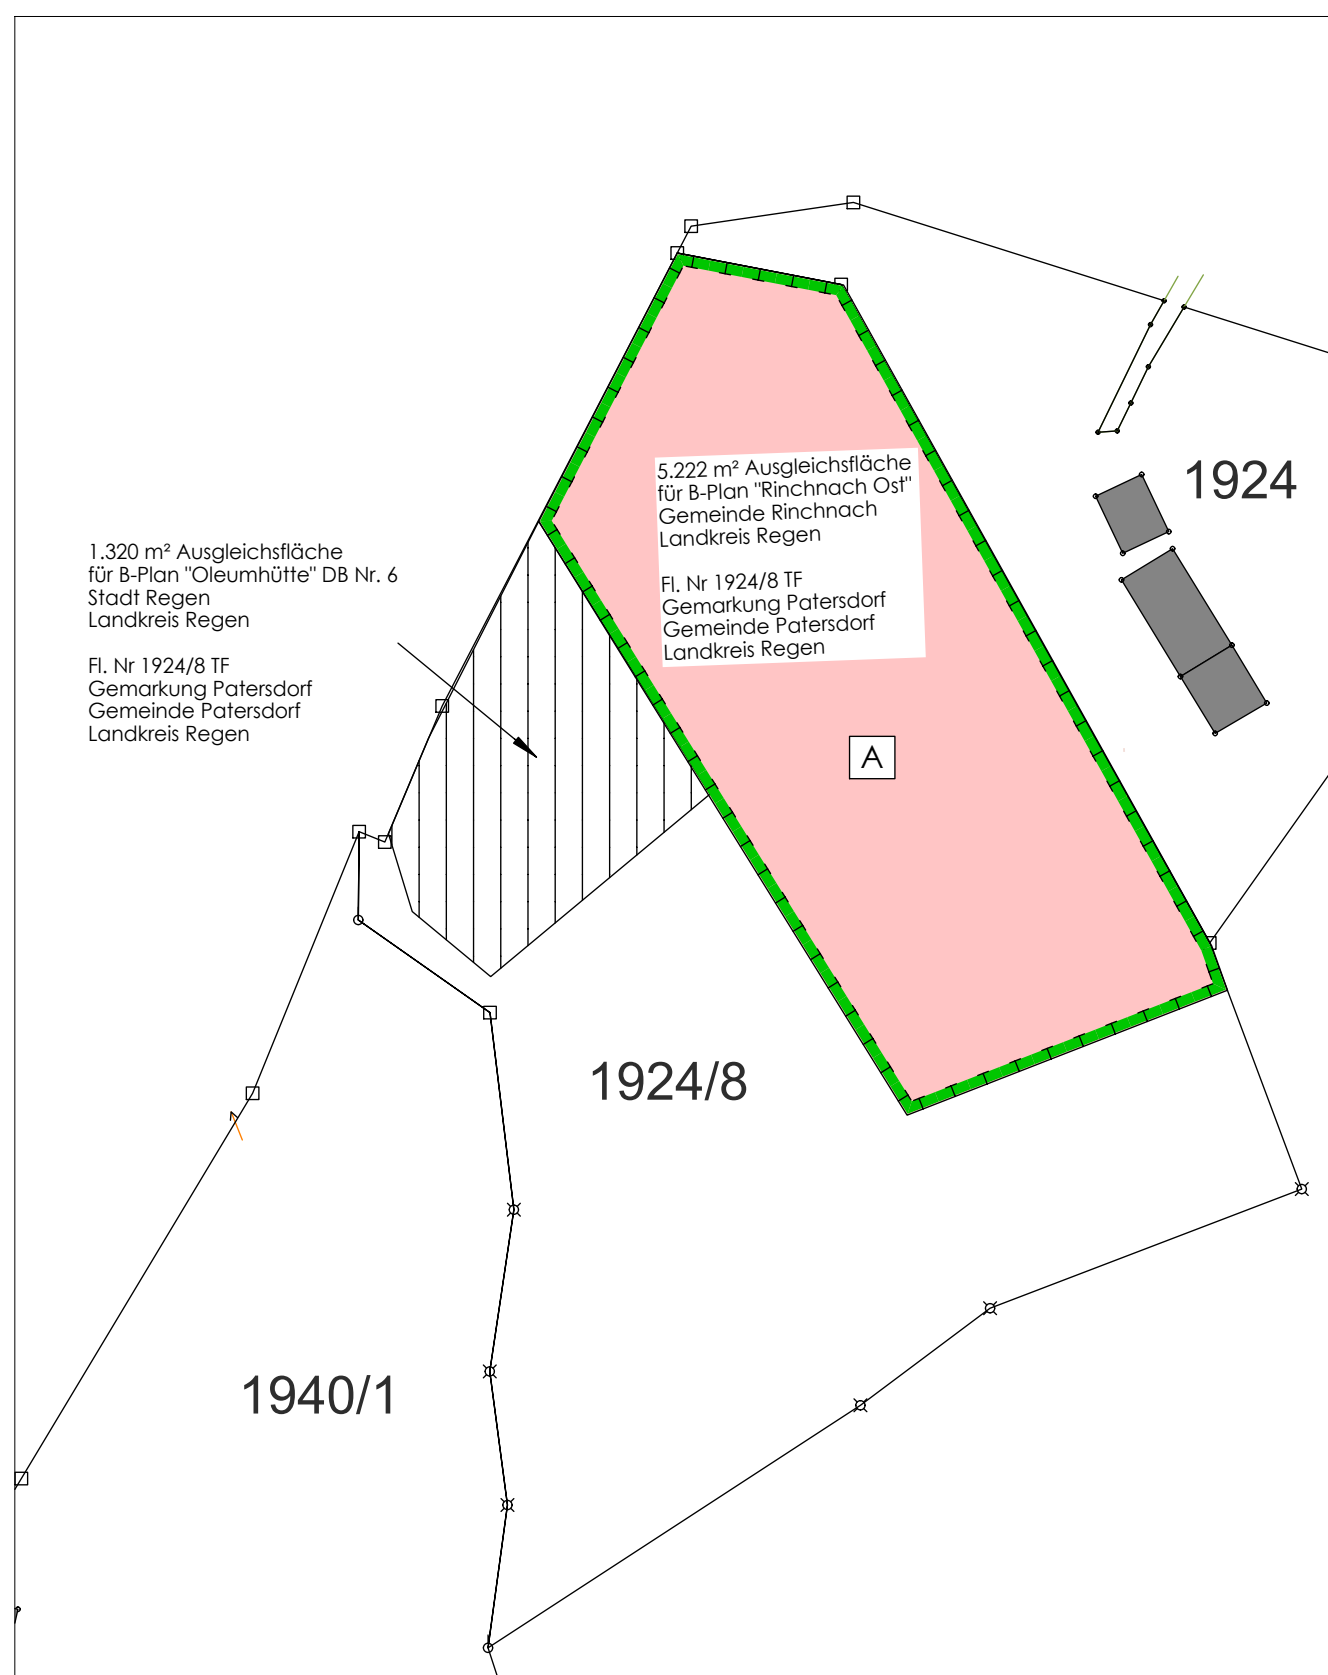 5.222 m² Ausgleichsfläche
für B-Plan "Rinchnach Ost"
Gemeinde Rinchnach
Landkreis Regen
Fl. Nr 1924/8 TF
Gemarkung Patersdorf
Gemeinde Patersdorf
Landkreis Regen
1924
1.320 m² Ausgleichsfläche
für B-Plan "Oleumhütte" DB Nr. 6
Stadt Regen
Landkreis Regen
Fl. Nr 1924/8 TF
Gemarkung Patersdorf
Gemeinde Patersdorf
Landkreis Regen
A
1924/8
1940/1